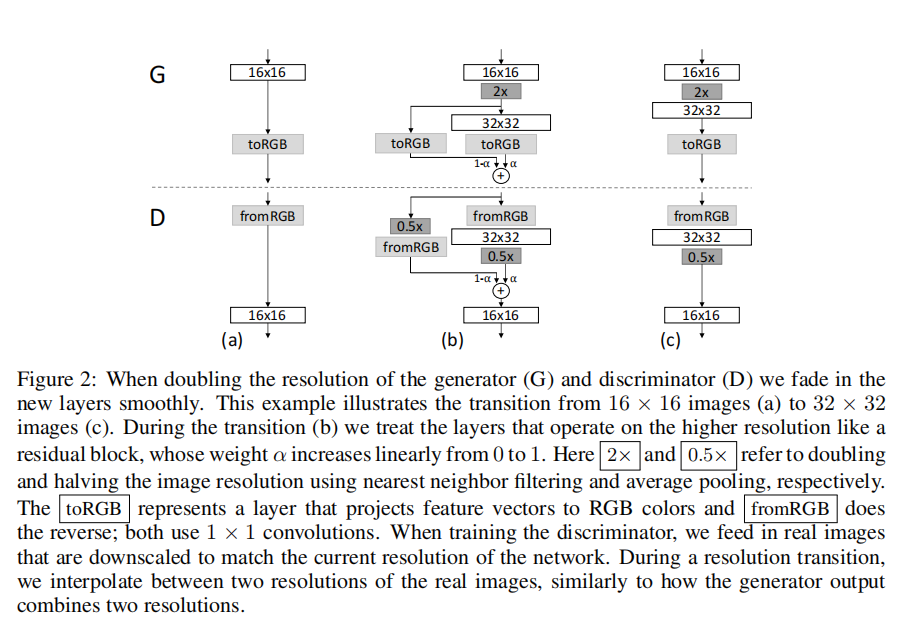 G
16x16
16x16
16x16
2x
2x
32x32
32x32
toRGB
toRGB
toRGB
toRGB
1-α
α
+
D
fromRGB
fromRGB
fromRGB
0.5x
fromRGB
32x32
32x32
0.5x
0.5x
1-α
α
+
16x16
16x16
16x16
(a)
(b)
(c)
Figure 2: When doubling the resolution of the generator (G) and discriminator (D) we fade in the
new layers smoothly. This example illustrates the transition from 16 × 16 images (a) to 32 × 32
images (c). During the transition (b) we treat the layers that operate on the higher resolution like a
residual block, whose weight α increases linearly from 0 to 1. Here 2× and 0.5× refer to doubling
and halving the image resolution using nearest neighbor filtering and average pooling, respectively.
The toRGB represents a layer that projects feature vectors to RGB colors and fromRGB does
the reverse; both use 1 × 1 convolutions. When training the discriminator, we feed in real images
that are downscaled to match the current resolution of the network. During a resolution transition,
we interpolate between two resolutions of the real images, similarly to how the generator output
combines two resolutions.